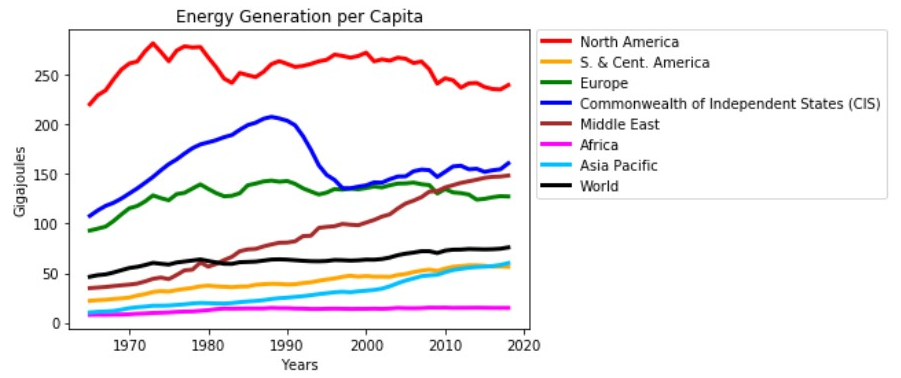 Energy Generation per Capita
North America
S. & Cent. America
Europe
Commonwealth of Independent States (CIS)
Middle East
Africa
Asia Pacific
World
Gigajoules
250
200
150
100
50
0
1970 1980 1990 2000 2010 2020
Years